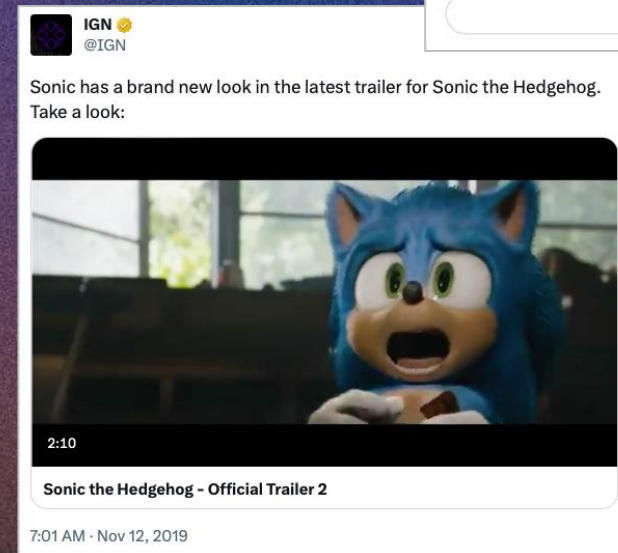 IGN
@IGN
Sonic has a brand new look in the latest trailer for Sonic the Hedgehog.
Take a look:
2:10
Sonic the Hedgehog - Official Trailer 2
7:01 AM · Nov 12, 2019